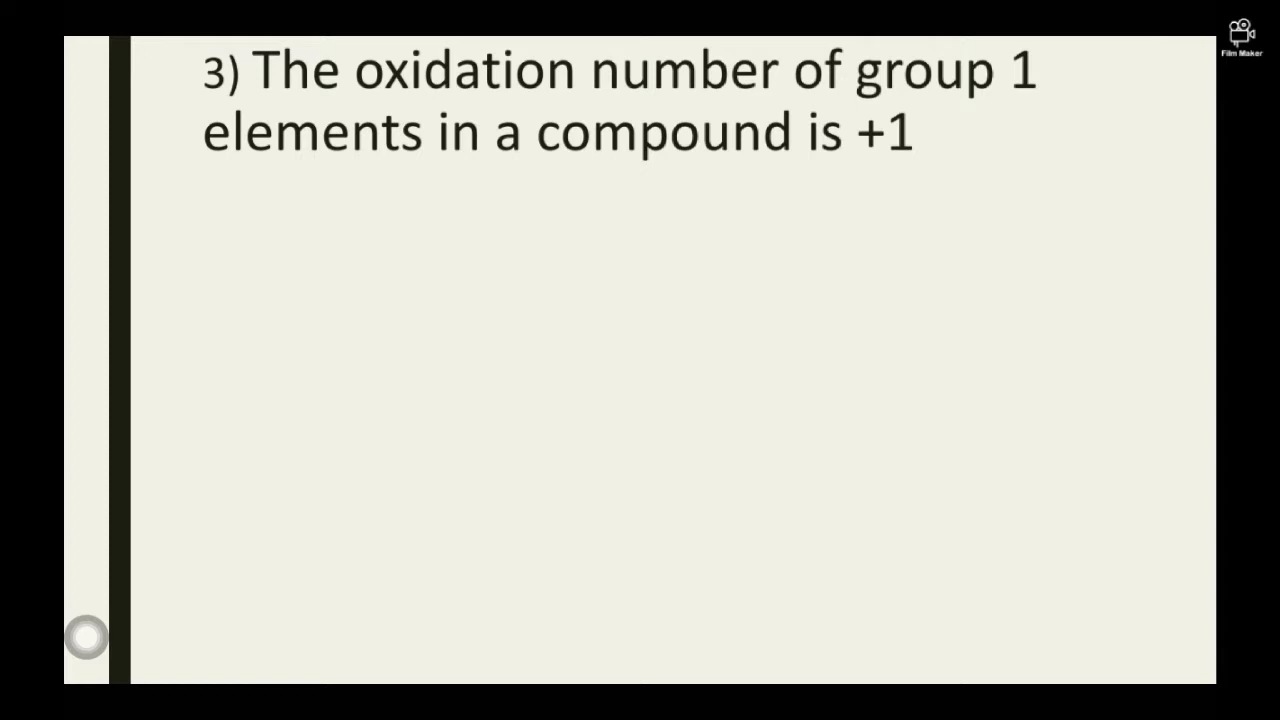 3) The oxidation number of group 1
elements in a compound is +1
Film Maker